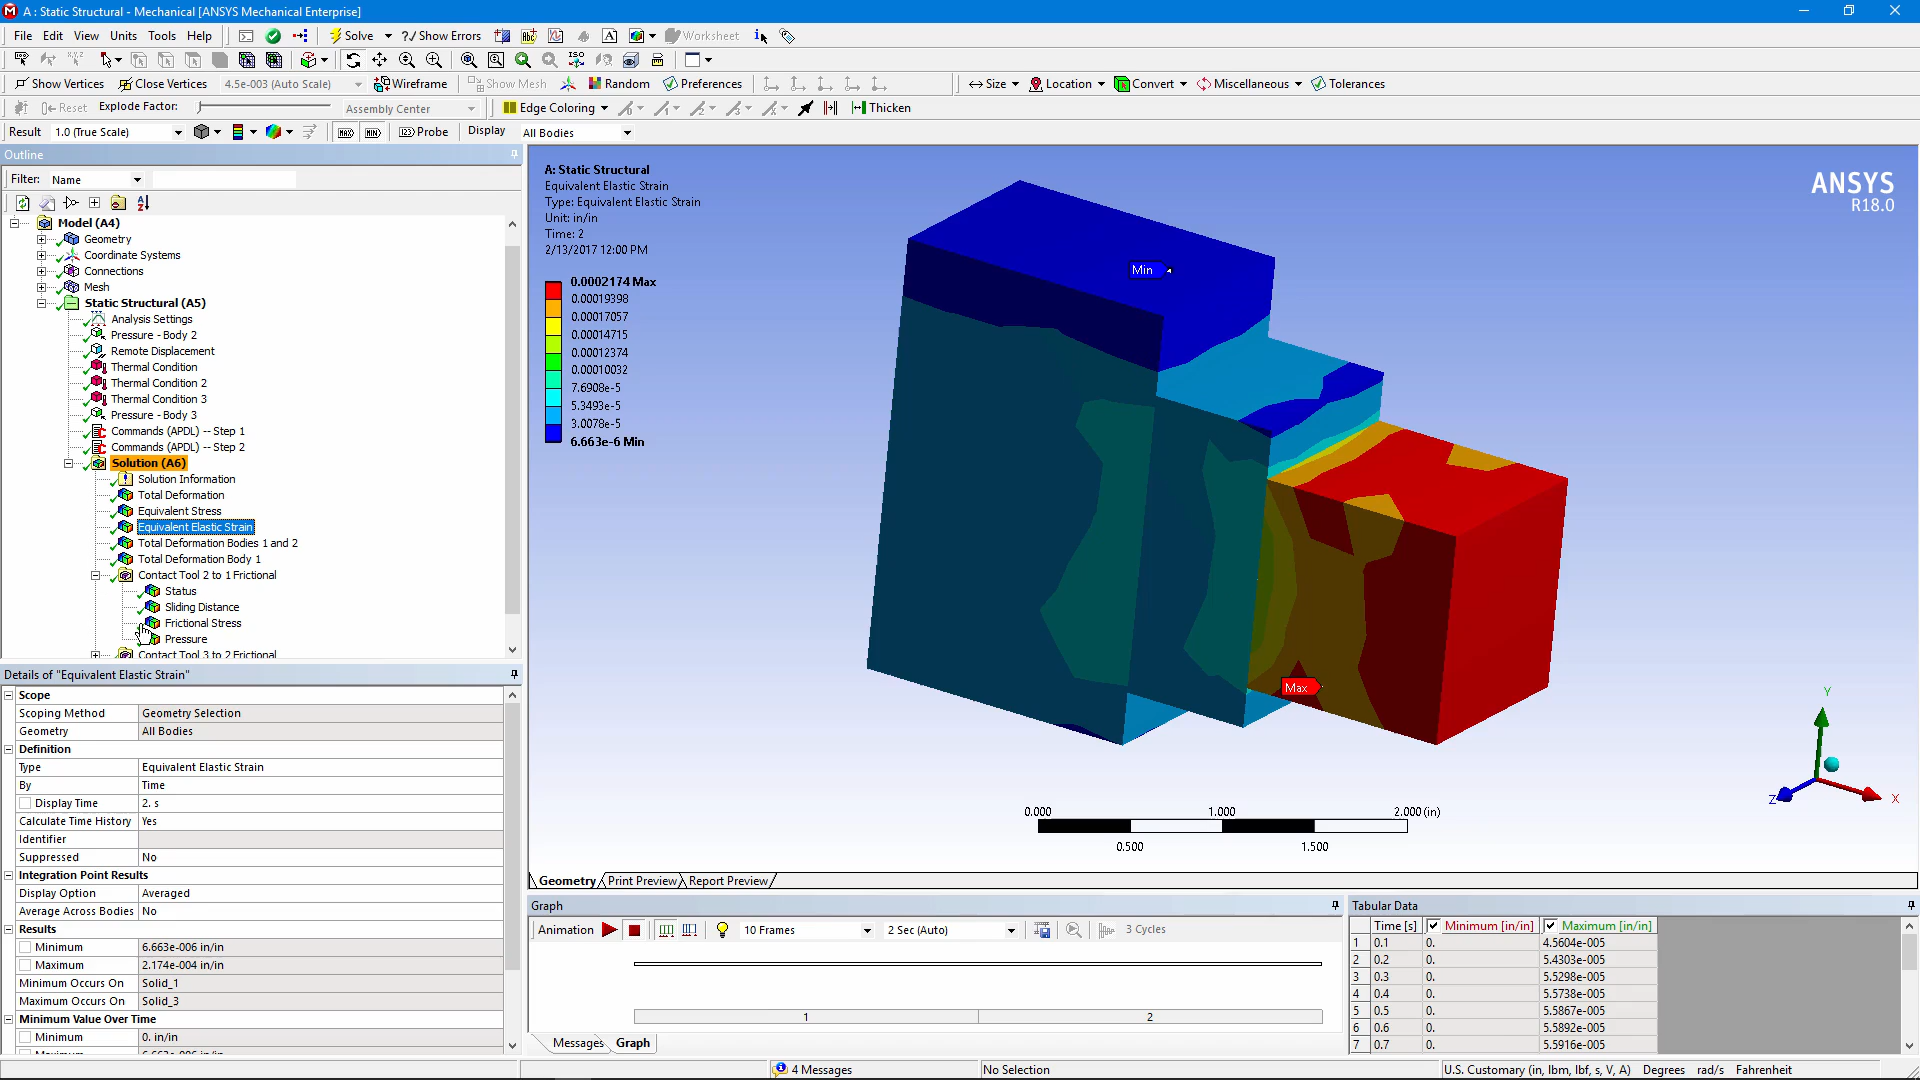 A : Static Structural - Mechanical [ANSYS Mechanical Enterprise]
File Edit View Units Tools Help Solve ?/ Show Errors Worksheet
Show Vertices Close Vertices 4.5e-003 (Auto Scale) Wireframe Show Mesh Random Preferences Size Location Convert Miscellaneous Tolerances
Reset Explode Factor: Assembly Center Edge Coloring Thicken
Result 1.0 (True Scale) MAX MIN Probe Display All Bodies
Outline
Filter: Name
Model (A4)
Geometry
Coordinate Systems
Connections
Mesh
Static Structural (A5)
Analysis Settings
Pressure - Body 2
Remote Displacement
Thermal Condition
Thermal Condition 2
Thermal Condition 3
Pressure - Body 3
Commands (APDL) -- Step 1
Commands (APDL) -- Step 2
Solution (A6)
Solution Information
Total Deformation
Equivalent Stress
Equivalent Elastic Strain
Total Deformation Bodies 1 and 2
Total Deformation Body 1
Contact Tool 2 to 1 Frictional
Status
Sliding Distance
Frictional Stress
Pressure
Contact Tool 3 to 2 Frictional
Details of "Equivalent Elastic Strain"
Scope
Scoping Method Geometry Selection
Geometry All Bodies
Definition
Type Equivalent Elastic Strain
By Time
Display Time 2. s
Calculate Time History Yes
Identifier
Suppressed No
Integration Point Results
Display Option Averaged
Average Across Bodies No
Results
Minimum 6.663e-006 in/in
Maximum 2.174e-004 in/in
Minimum Occurs On Solid_1
Maximum Occurs On Solid_3
Minimum Value Over Time
Minimum 0. in/in
A: Static Structural
Equivalent Elastic Strain
Type: Equivalent Elastic Strain
Unit: in/in
Time: 2
2/13/2017 12:00 PM
0.0002174 Max
0.00019398
0.00017057
0.00014715
0.00012374
0.00010032
7.6908e-5
5.3493e-5
3.0078e-5
6.663e-6 Min
ANSYS
R18.0
Min
Max
Y
Z
X
0.000 1.000 2.000 (in)
0.500 1.500
Geometry Print Preview Report Preview
Graph
Animation 10 Frames 2 Sec (Auto) 3 Cycles
1 2
Messages Graph
Tabular Data
Time [s] Minimum [in/in] Maximum [in/in]
1 0.1 0. 4.5604e-005
2 0.2 0. 5.4303e-005
3 0.3 0. 5.5298e-005
4 0.4 0. 5.5738e-005
5 0.5 0. 5.5867e-005
6 0.6 0. 5.5892e-005
7 0.7 0. 5.5916e-005
4 Messages No Selection U.S. Customary (in, lbm, lbf, s, V, A) Degrees rad/s Fahrenheit